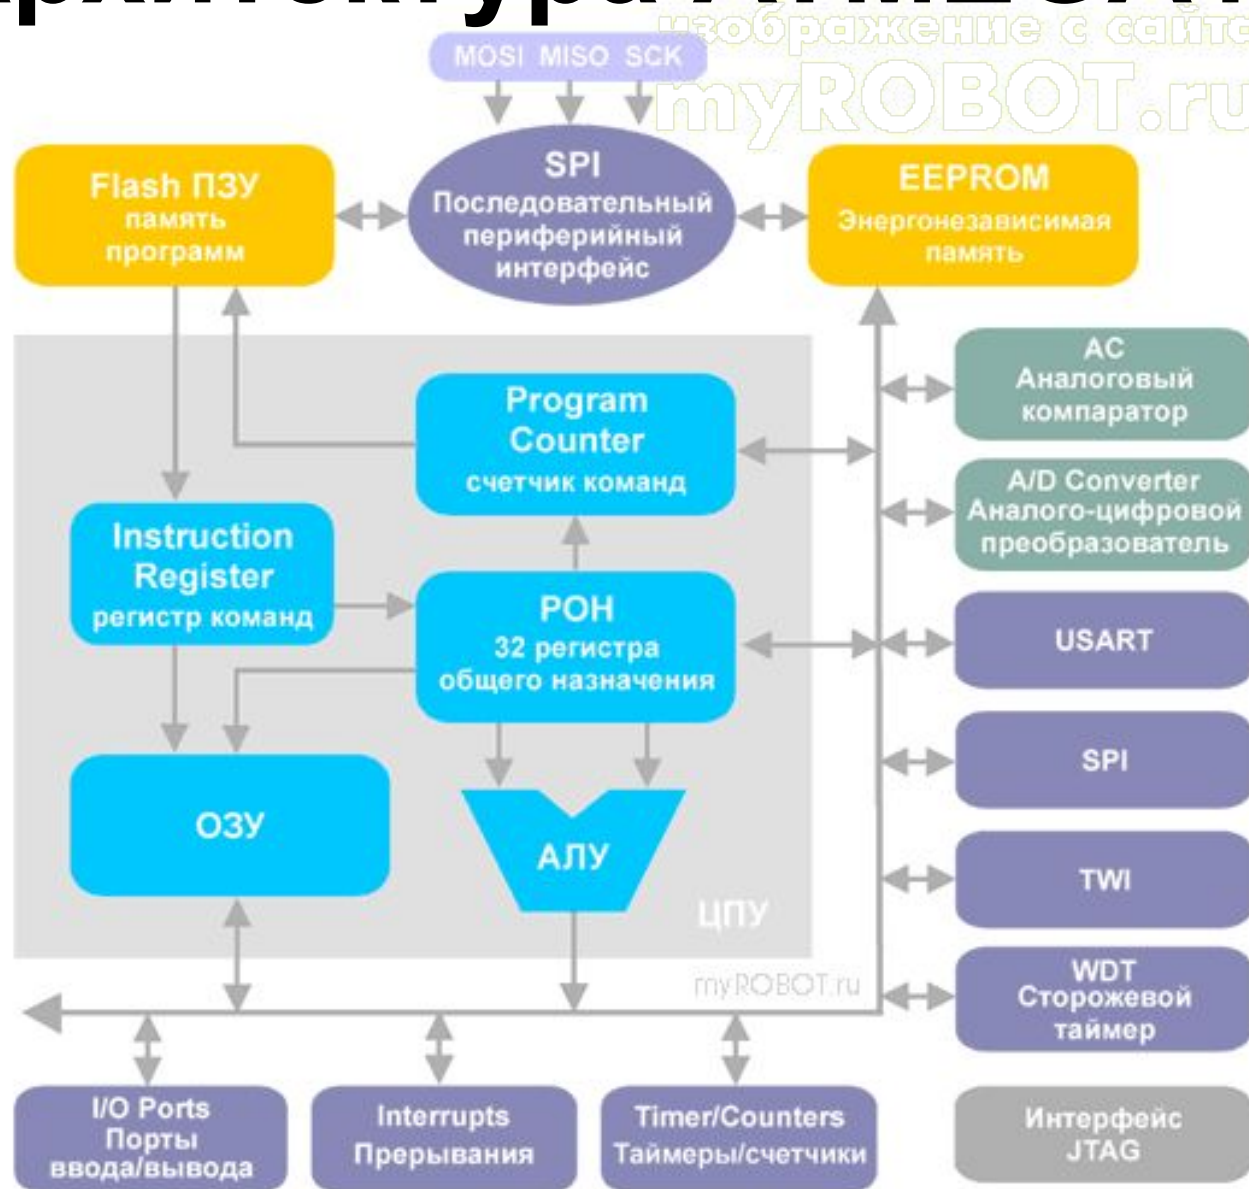 изображение с сайта
myROBOT.ru
MOSI MISO SCK
Flash ПЗУ
память
программ
SPI
Последовательный
периферийный
интерфейс
EEPROM
Энергонезависимая
память
AC
Аналоговый
компаратор
Program
Counter
счетчик команд
A/D Converter
Аналого-цифровой
преобразователь
Instruction
Register
регистр команд
РОН
32 регистра
общего назначения
USART
SPI
ОЗУ
АЛУ
ЦПУ
TWI
myROBOT.ru
WDT
Сторожевой
таймер
I/O Ports
Порты
ввода/вывода
Interrupts
Прерывания
Timer/Counters
Таймеры/счетчики
Интерфейс
JTAG